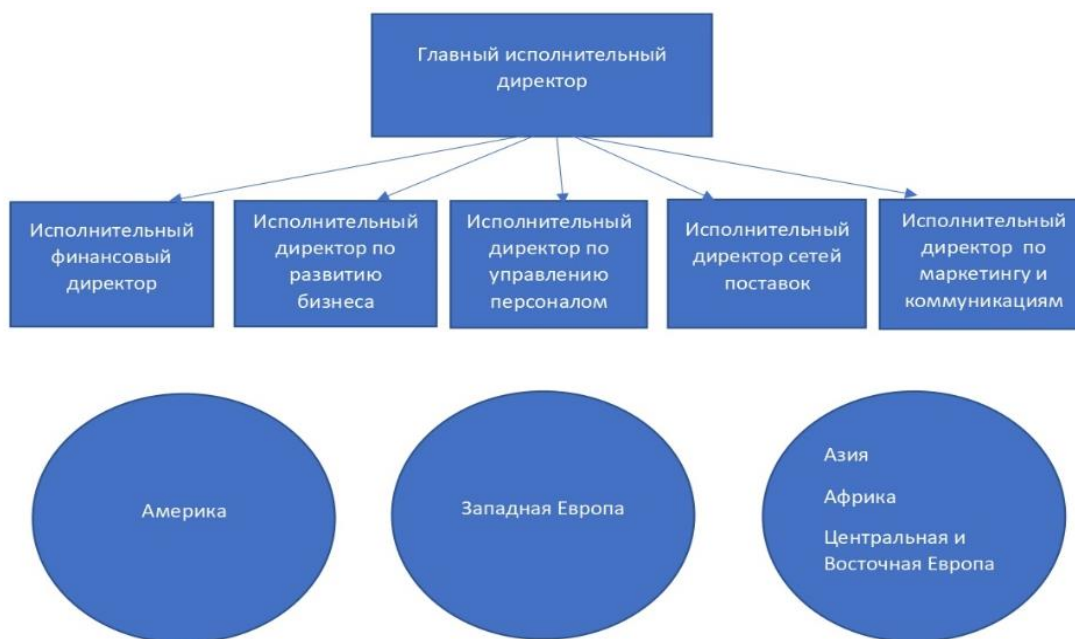 Главный исполнительный
директор
Исполнительный
финансовый
директор
Исполнительный
директор по
развитию
бизнеса
Исполнительный
директор по
управлению
персоналом
Исполнительный
директор сетей
поставок
Исполнительный
директор по
маркетингу и
коммуникациям
Америка
Западная Европа
Азия
Африка
Центральная и
Восточная Европа